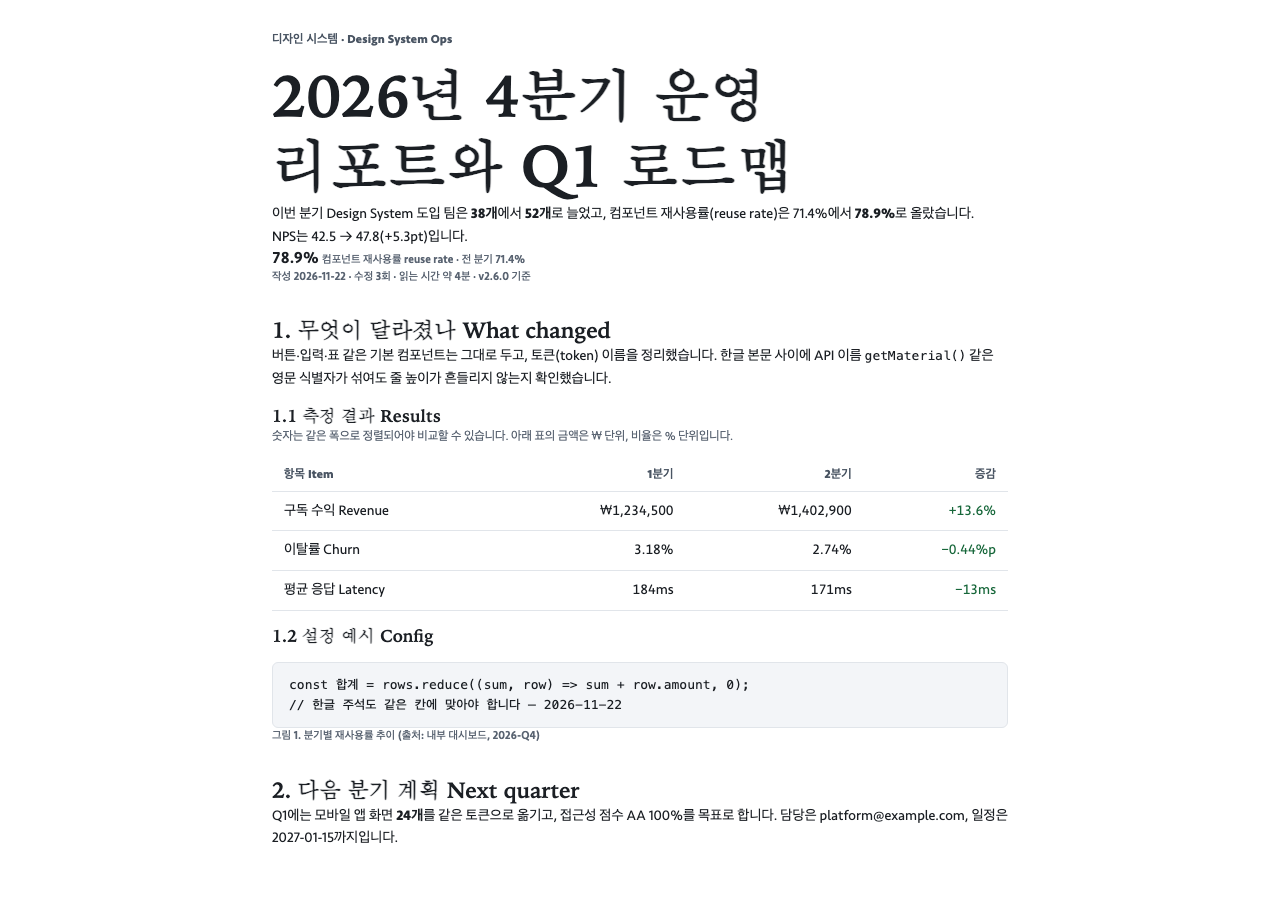 디자인 시스템 · Design System Ops
2026년 4분기 운영
리포트와 Q1 로드맵
이번 분기 Design System 도입 팀은 38개에서 52개로 늘었고, 컴포넌트 재사용률(reuse rate)은 71.4%에서 78.9%로 올랐습니다.
NPS는 42.5 → 47.8(+5.3pt)입니다.
78.9% 컴포넌트 재사용률 reuse rate · 전 분기 71.4%
작성 2026-11-22 · 수정 3회 · 읽는 시간 약 4분 · v2.6.0 기준
1. 무엇이 달라졌나 What changed
버튼·입력·표 같은 기본 컴포넌트는 그대로 두고, 토큰(token) 이름을 정리했습니다. 한글 본문 사이에 API 이름 getMaterial() 같은
영문 식별자가 섞여도 줄 높이가 흔들리지 않는지 확인했습니다.
1.1 측정 결과 Results
숫자는 같은 폭으로 정렬되어야 비교할 수 있습니다. 아래 표의 금액은 ₩ 단위, 비율은 % 단위입니다.
항목 Item 1분기 2분기 증감
구독 수익 Revenue ₩1,234,500 ₩1,402,900 +13.6%
이탈률 Churn 3.18% 2.74% −0.44%p
평균 응답 Latency 184ms 171ms −13ms
1.2 설정 예시 Config
const 합계 = rows.reduce((sum, row) => sum + row.amount, 0);
// 한글 주석도 같은 칸에 맞아야 합니다 — 2026—11—22
그림 1. 분기별 재사용률 추이 (출처: 내부 대시보드, 2026-Q4)
2. 다음 분기 계획 Next quarter
Q1에는 모바일 앱 화면 24개를 같은 토큰으로 옮기고, 접근성 점수 AA 100%를 목표로 합니다. 담당은 platform@example.com, 일정은
2027-01-15까지입니다.